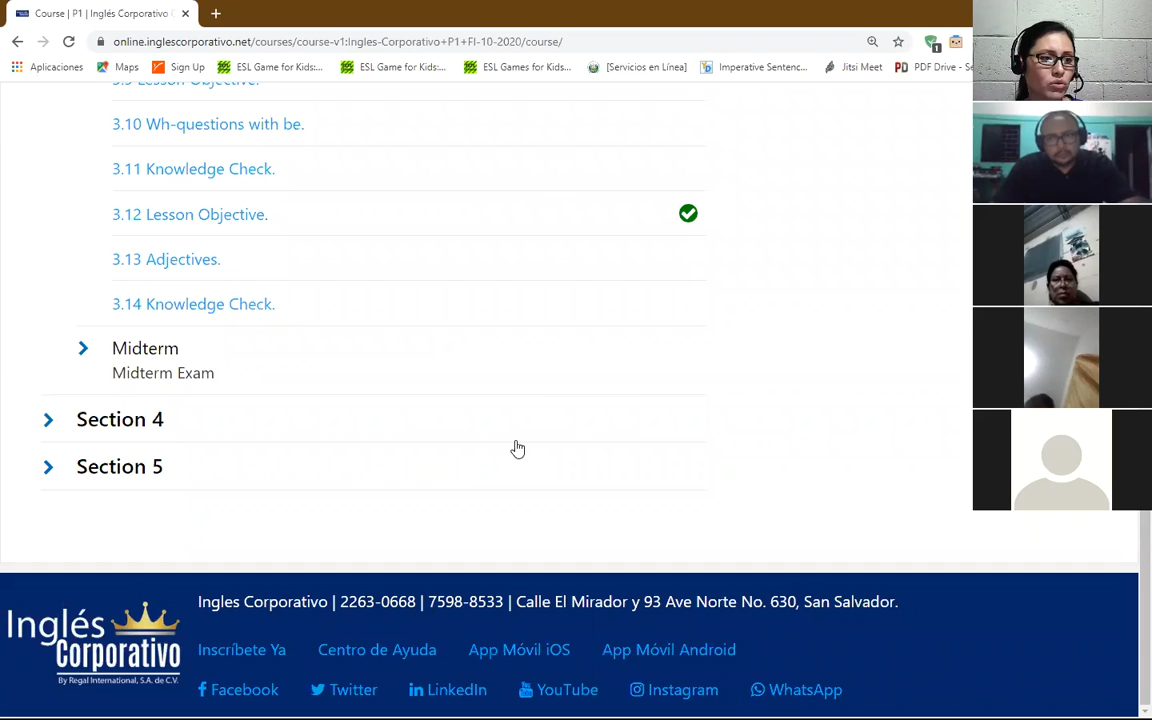 Course | P1 | Inglés Corporativo
online.inglescorporativo.net/courses/course-v1:Ingles-Corporativo+P1+FI-10-2020/course/
Aplicaciones Maps Sign Up ESL Game for Kids:... ESL Game for Kids:... ESL Games for Kids:... [Servicios en Línea] Imperative Sentenc... Jitsi Meet PDF Drive - Se
3.9 Lesson Objective.
3.10 Wh-questions with be.
3.11 Knowledge Check.
3.12 Lesson Objective.
3.13 Adjectives.
3.14 Knowledge Check.
Midterm
Midterm Exam
Section 4
Section 5
Inglés
Corporativo
By Regal International, S.A. de C.V.
Ingles Corporativo | 2263-0668 | 7598-8533 | Calle El Mirador y 93 Ave Norte No. 630, San Salvador.
Inscríbete Ya Centro de Ayuda App Móvil iOS App Móvil Android
Facebook Twitter LinkedIn YouTube Instagram WhatsApp